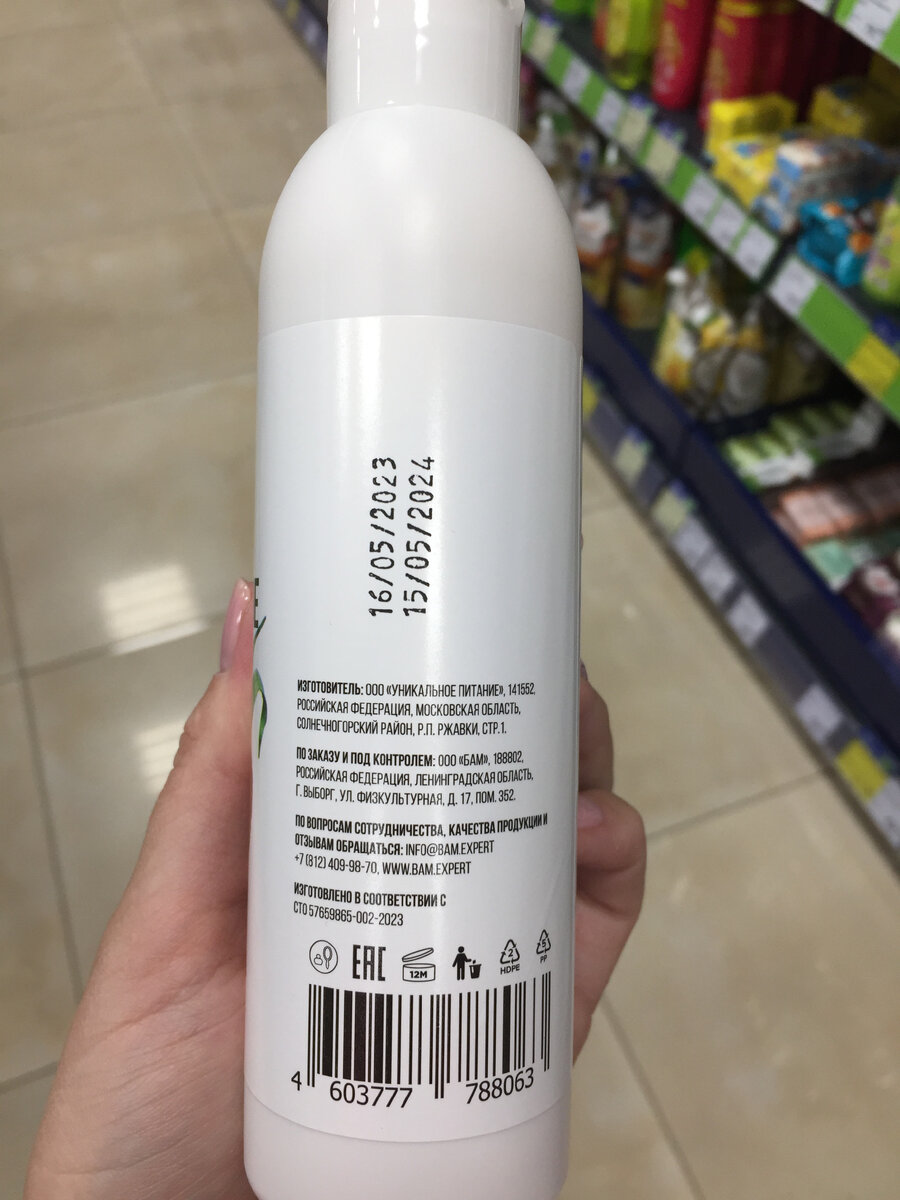 16/05/2023
15/05/2024
ИЗГОТОВИТЕЛЬ: ООО «УНИКАЛЬНОЕ ПИТАНИЕ», 141552,
РОССИЙСКАЯ ФЕДЕРАЦИЯ, МОСКОВСКАЯ ОБЛАСТЬ,
СОЛНЕЧНОГОРСКИЙ РАЙОН, Р.П. РЖАВКИ, СТР.1.
ПО ЗАКАЗУ И ПОД КОНТРОЛЕМ: ООО «БАМ», 188802,
РОССИЙСКАЯ ФЕДЕРАЦИЯ, ЛЕНИНГРАДСКАЯ ОБЛАСТЬ,
Г. ВЫБОРГ, УЛ. ФИЗКУЛЬТУРНАЯ, Д. 17, ПОМ. 352.
ПО ВОПРОСАМ СОТРУДНИЧЕСТВА, КАЧЕСТВА ПРОДУКЦИИ И
ОТЗЫВАМ ОБРАЩАТЬСЯ: INFO@BAM.EXPERT
+7 (812) 409-98-70, WWW.BAM.EXPERT
ИЗГОТОВЛЕНО В СООТВЕТСТВИИ С
СТО 57659865-002-2023
EAC 12M 2 HDPE 5 PP
4 603777 788063